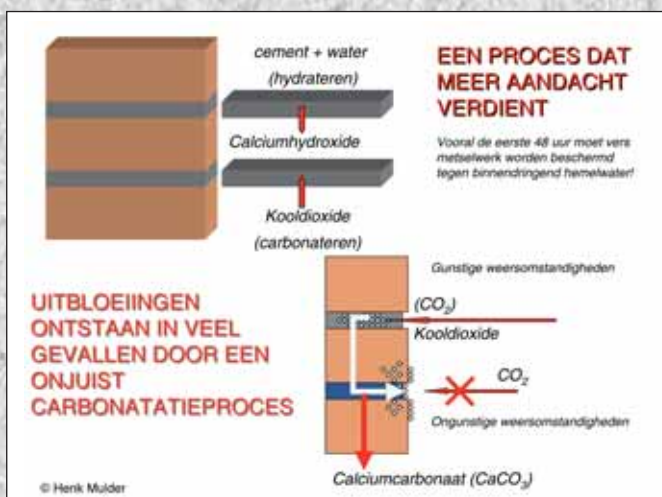 cement + water
(hydrateren)
Calciumhydroxide
Kooldioxide
(carbonateren)
EEN PROCES DAT
MEER AANDACHT
VERDIENT
Vooral de eerste 48 uur moet vers
metselwerk worden beschermd
tegen binnendringend hemelwater!
UITBLOEIINGEN
ONTSTAAN IN VEEL
GEVALLEN DOOR EEN
ONJUIST
CARBONATATIEPROCES
Gunstige weersomstandigheden
(CO₂)
Kooldioxide
CO₂
Ongunstige weersomstandigheden
Calciumcarbonaat (CaCO₃)
© Henk Mulder